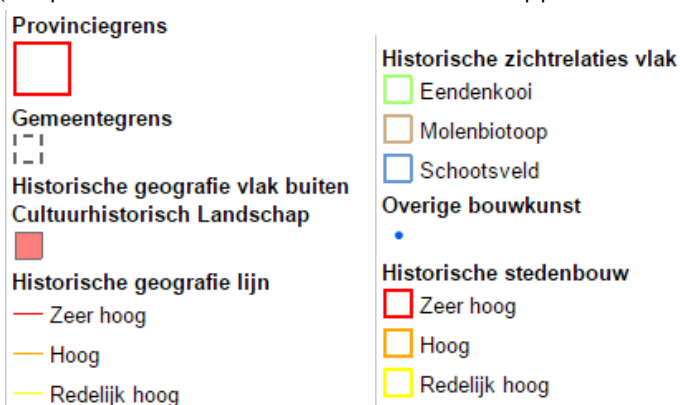 Provinciegrens
Gemeentegrens
Historische geografie vlak buiten
Cultuurhistorisch Landschap
Historische geografie lijn
Zeer hoog
Hoog
Redelijk hoog
Historische zichtrelaties vlak
Eendenkooi
Molenbiotoop
Schootsveld
Overige bouwkunst
Historische stedenbouw
Zeer hoog
Hoog
Redelijk hoog